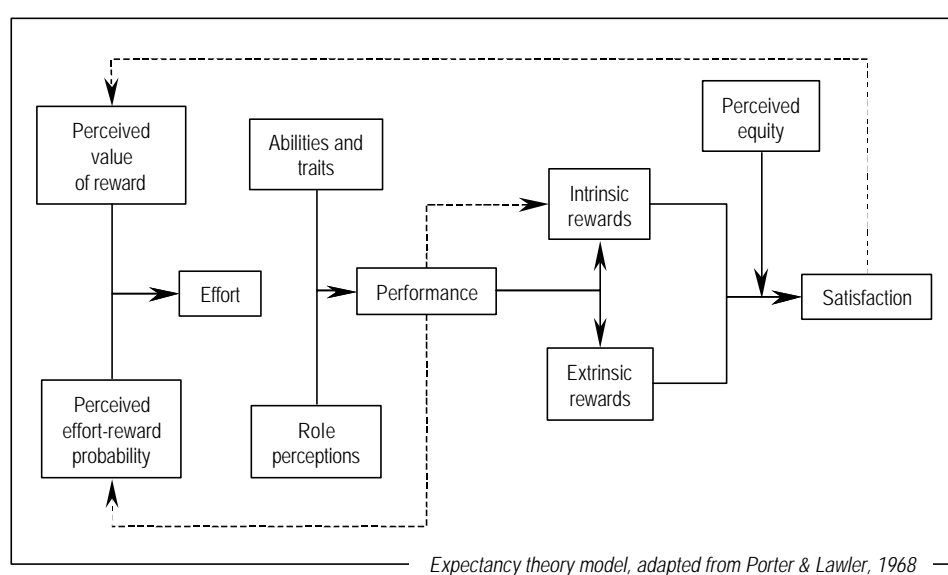 Perceived
value
of reward
Perceived
effort-reward
probability
Effort
Abilities and
traits
Role
perceptions
Performance
Intrinsic
rewards
Extrinsic
rewards
Perceived
equity
Satisfaction
Expectancy theory model, adapted from Porter & Lawler, 1968